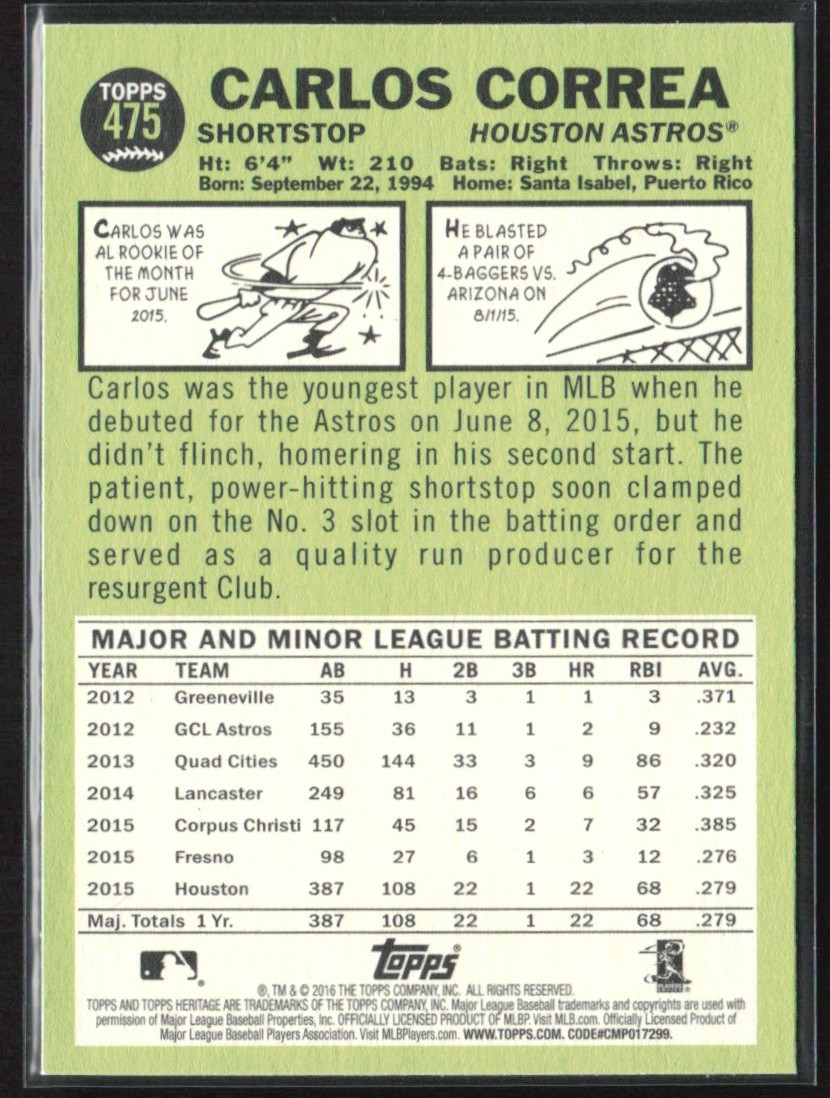 TOPPS
475
CARLOS CORREA
SHORTSTOP HOUSTON ASTROS®
Ht: 6'4" Wt: 210 Bats: Right Throws: Right
Born: September 22, 1994 Home: Santa Isabel, Puerto Rico
CARLOS WAS
AL ROOKIE OF
THE MONTH
FOR JUNE
2015.
HE BLASTED
A PAIR OF
4-BAGGERS VS.
ARIZONA ON
8/1/15.
Carlos was the youngest player in MLB when he
debuted for the Astros on June 8, 2015, but he
didn't flinch, homering in his second start. The
patient, power-hitting shortstop soon clamped
down on the No. 3 slot in the batting order and
served as a quality run producer for the
resurgent Club.
MAJOR AND MINOR LEAGUE BATTING RECORD
YEAR TEAM AB H 2B 3B HR RBI AVG.
2012 Greeneville 35 13 3 1 1 3 .371
2012 GCL Astros 155 36 11 1 2 9 .232
2013 Quad Cities 450 144 33 3 9 86 .320
2014 Lancaster 249 81 16 6 6 57 .325
2015 Corpus Christi 117 45 15 2 7 32 .385
2015 Fresno 98 27 6 1 3 12 .276
2015 Houston 387 108 22 1 22 68 .279
Maj. Totals 1 Yr. 387 108 22 1 22 68 .279
topps®
®, TM & © 2016 THE TOPPS COMPANY, INC. ALL RIGHTS RESERVED.
TOPPS AND TOPPS HERITAGE ARE TRADEMARKS OF THE TOPPS COMPANY, INC. Major League Baseball trademarks and copyrights are used with
permission of Major League Baseball Properties, Inc. OFFICIALLY LICENSED PRODUCT OF MLBP. Visit MLB.com. Officially Licensed Product of
Major League Baseball Players Association. Visit MLBPlayers.com. WWW.TOPPS.COM. CODE#CMP017299.